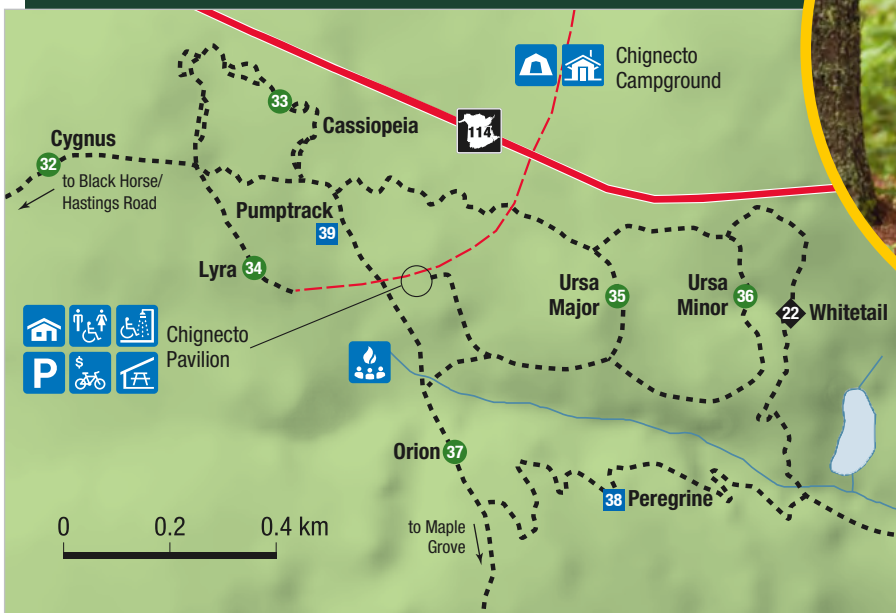 Chignecto
Campground
33
114
Cassiopeia
Cygnus
32
to Black Horse/
Hastings Road
Pumptrack
39
Lyra
34
Ursa
Major
35
Ursa
Minor
36
22
Whitetail
Chignecto
Pavilion
P
$
Orion
37
38
Peregrine
to Maple
Grove
0
0.2
0.4 km